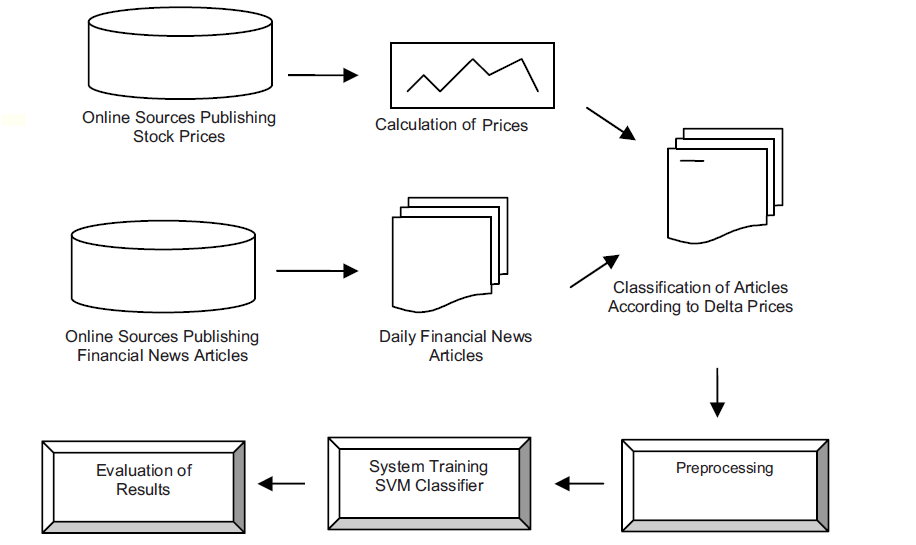 Online Sources Publishing
Stock Prices
Calculation of Prices
Online Sources Publishing
Financial News Articles
Daily Financial News
Articles
Classification of Articles
According to Delta Prices
Preprocessing
System Training
SVM Classifier
Evaluation of
Results